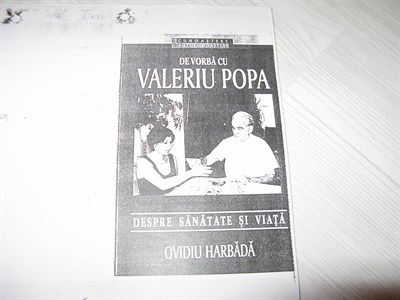 DE VORBĂ CU
VALERIU POPA
DESPRE SĂNĂTATE ȘI VIAȚĂ
OVIDIU HARBĂDĂ